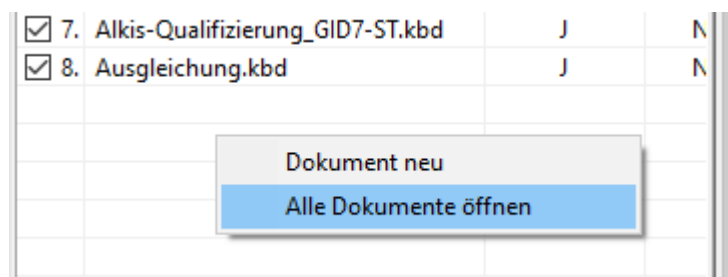 7. Alkis-Qualifizierung_GID7-ST.kbd J N
8. Ausgleichung.kbd J N
Dokument neu
Alle Dokumente öffnen